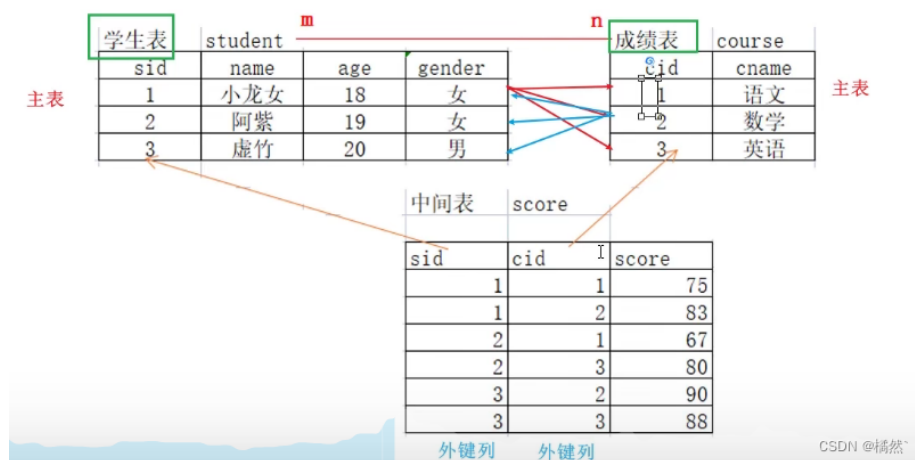 m n
学生表 student 成绩表 course
sid name age gender cid cname
主表 1 小龙女 18 女 1 语文 主表
2 阿紫 19 女 2 数学
3 虚竹 20 男 3 英语
中间表 score
sid cid score
1 1 75
1 2 83
2 1 67
2 3 80
3 2 90
3 3 88
外键列 外键列
CSDN @橘然`